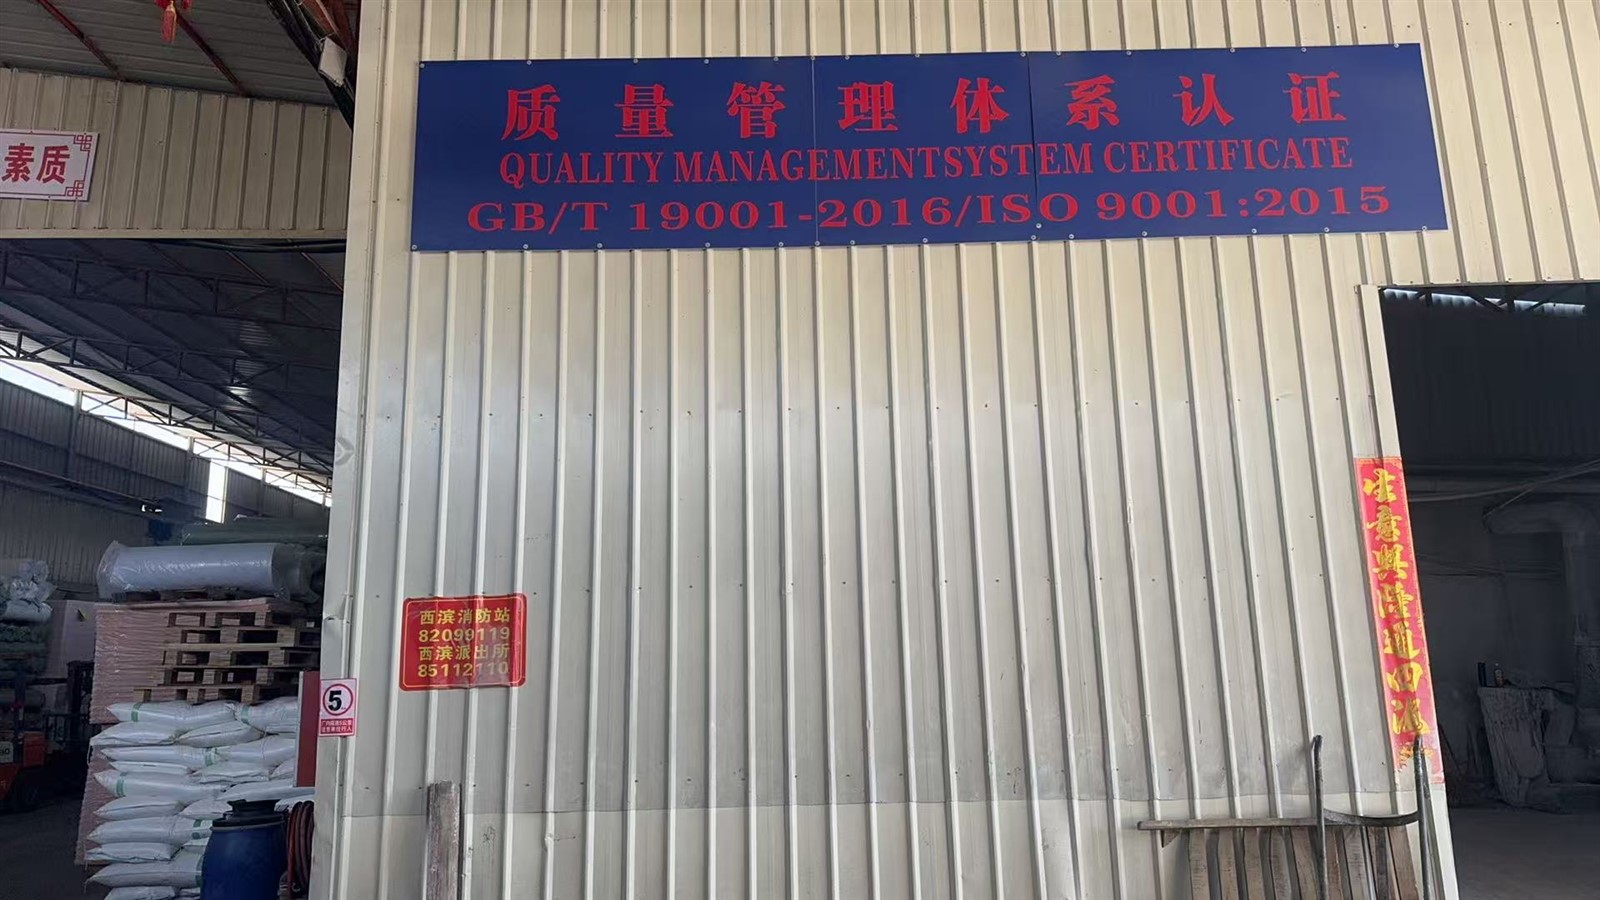 质量管理体系认证
QUALITY MANAGEMENTSYSTEM CERTIFICATE
GB/T 19001-2016/ISO 9001:2015
素质
西滨消防站
82099119
西滨派出所
85112110
5
生意兴隆通四海